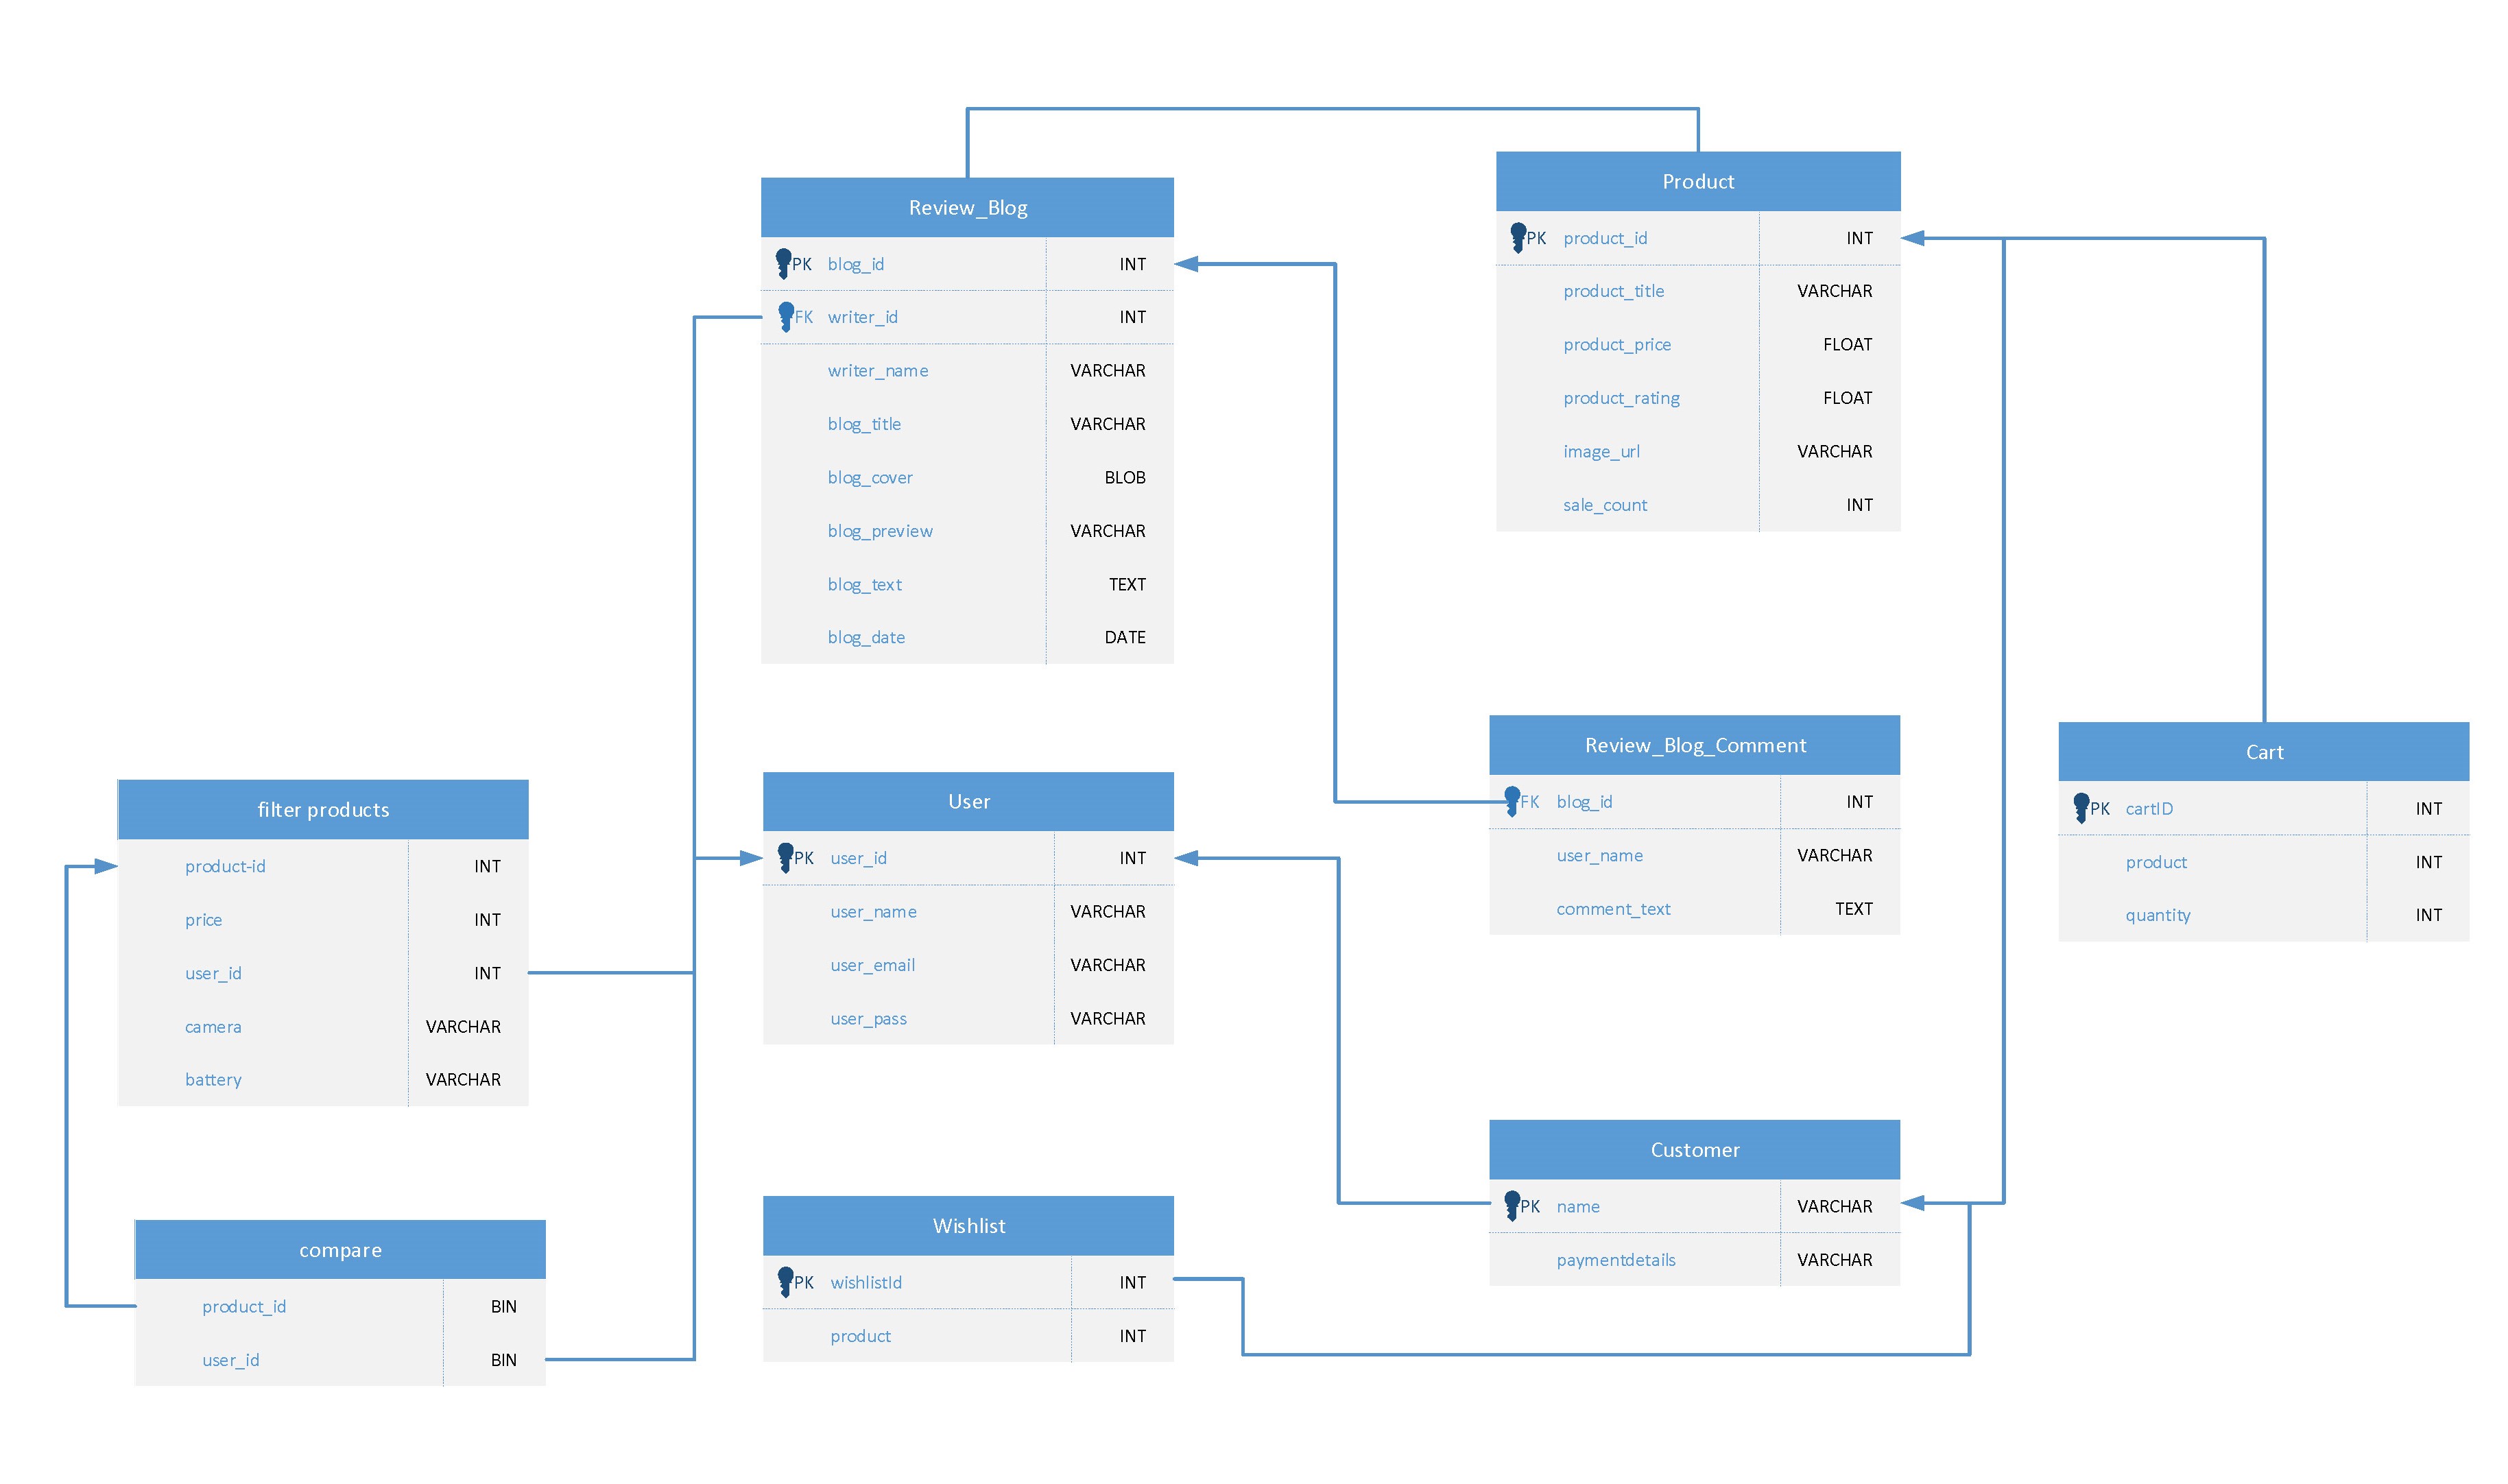 Review_Blog
PK blog_id INT
FK writer_id INT
writer_name VARCHAR
blog_title VARCHAR
blog_cover BLOB
blog_preview VARCHAR
blog_text TEXT
blog_date DATE
Product
PK product_id INT
product_title VARCHAR
product_price FLOAT
product_rating FLOAT
image_url VARCHAR
sale_count INT
filter products
product-id INT
price INT
user_id INT
camera VARCHAR
battery VARCHAR
User
PK user_id INT
user_name VARCHAR
user_email VARCHAR
user_pass VARCHAR
Review_Blog_Comment
FK blog_id INT
user_name VARCHAR
comment_text TEXT
Cart
PK cartID INT
product INT
quantity INT
compare
product_id BIN
user_id BIN
Wishlist
PK wishlistId INT
product INT
Customer
PK name VARCHAR
paymentdetails VARCHAR